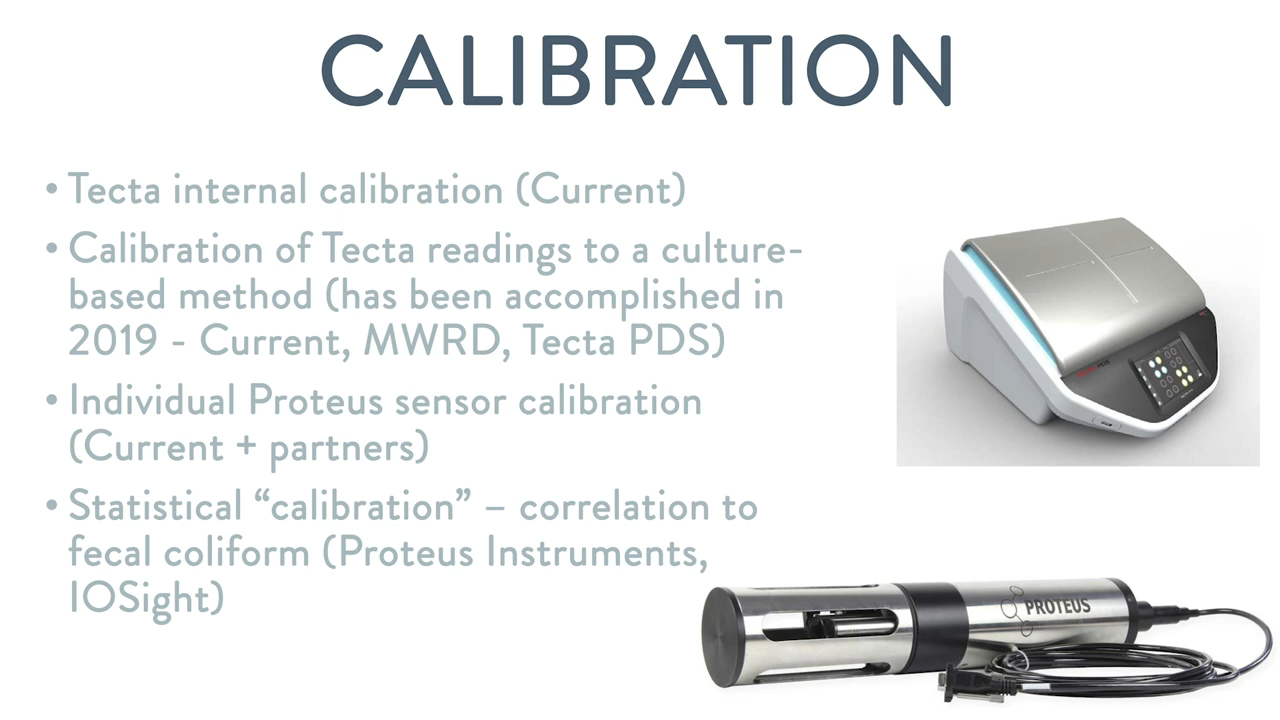 CALIBRATION
• Tecta internal calibration (Current)
• Calibration of Tecta readings to a culture-
based method (has been accomplished in
2019 - Current, MWRD, Tecta PDS)
• Individual Proteus sensor calibration
(Current + partners)
• Statistical “calibration” – correlation to
fecal coliform (Proteus Instruments,
IOSight)
PROTEUS